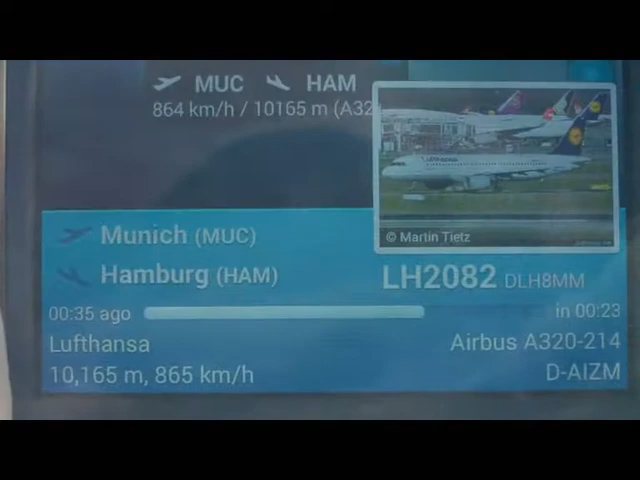 MUC HAM
864 km/h / 10165 m (A32
Lufthansa
© Martin Tietz
Munich (MUC)
Hamburg (HAM)
LH2082 DLH8MM
00:35 ago in 00:23
Lufthansa Airbus A320-214
10,165 m, 865 km/h D-AIZM